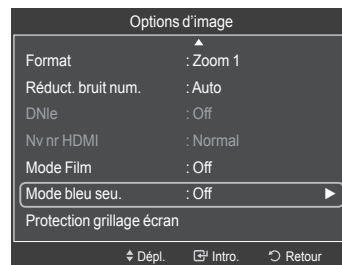 Options d'image
Format : Zoom 1
Réduct. bruit num. : Auto
DNIe : Off
Nv nr HDMI : Normal
Mode Film : Off
Mode bleu seu. : Off
Protection grillage écran
Dépl. Intro. Retour